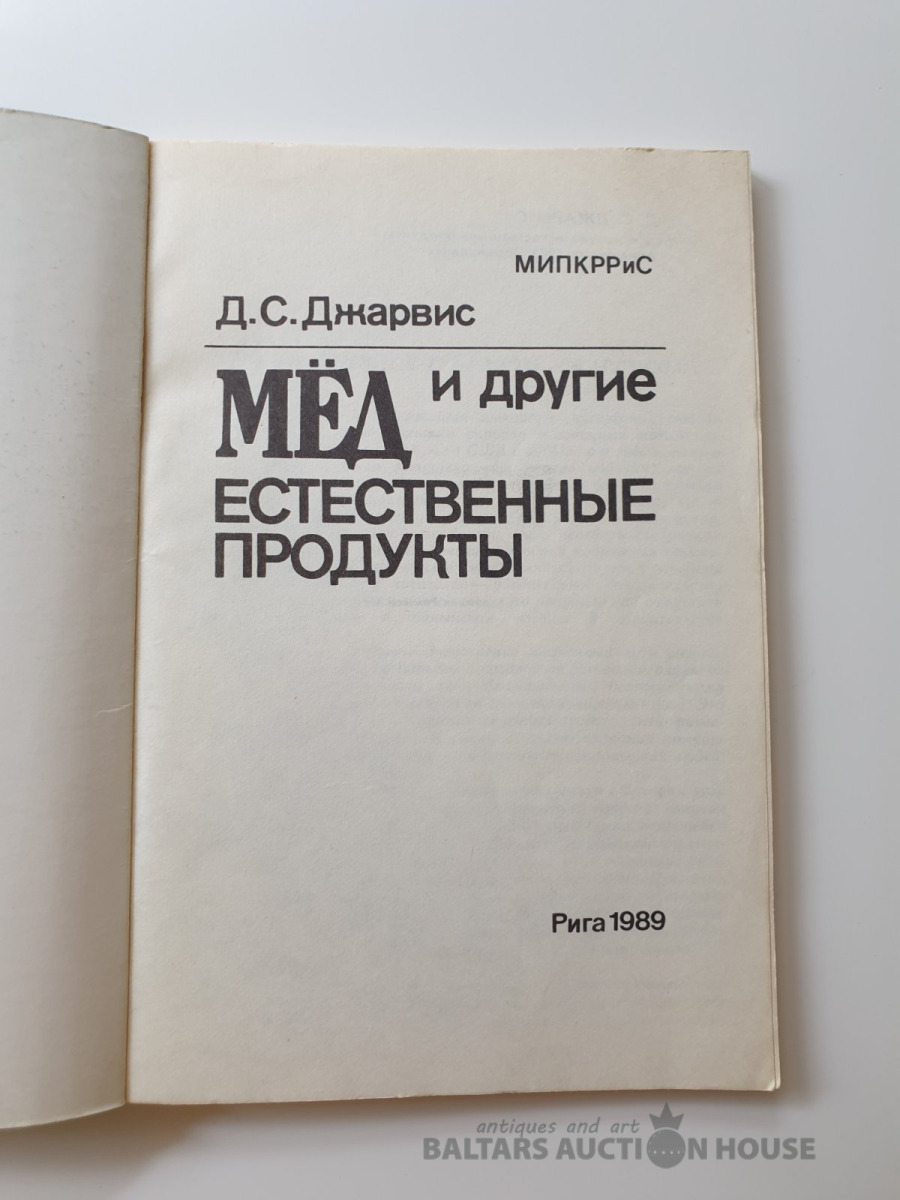 МИПКРРиС
Д.С.Джарвис
МЁД и другие
ЕСТЕСТВЕННЫЕ
ПРОДУКТЫ
Рига 1989
antiques and art
BALTARS AUCTION HOUSE